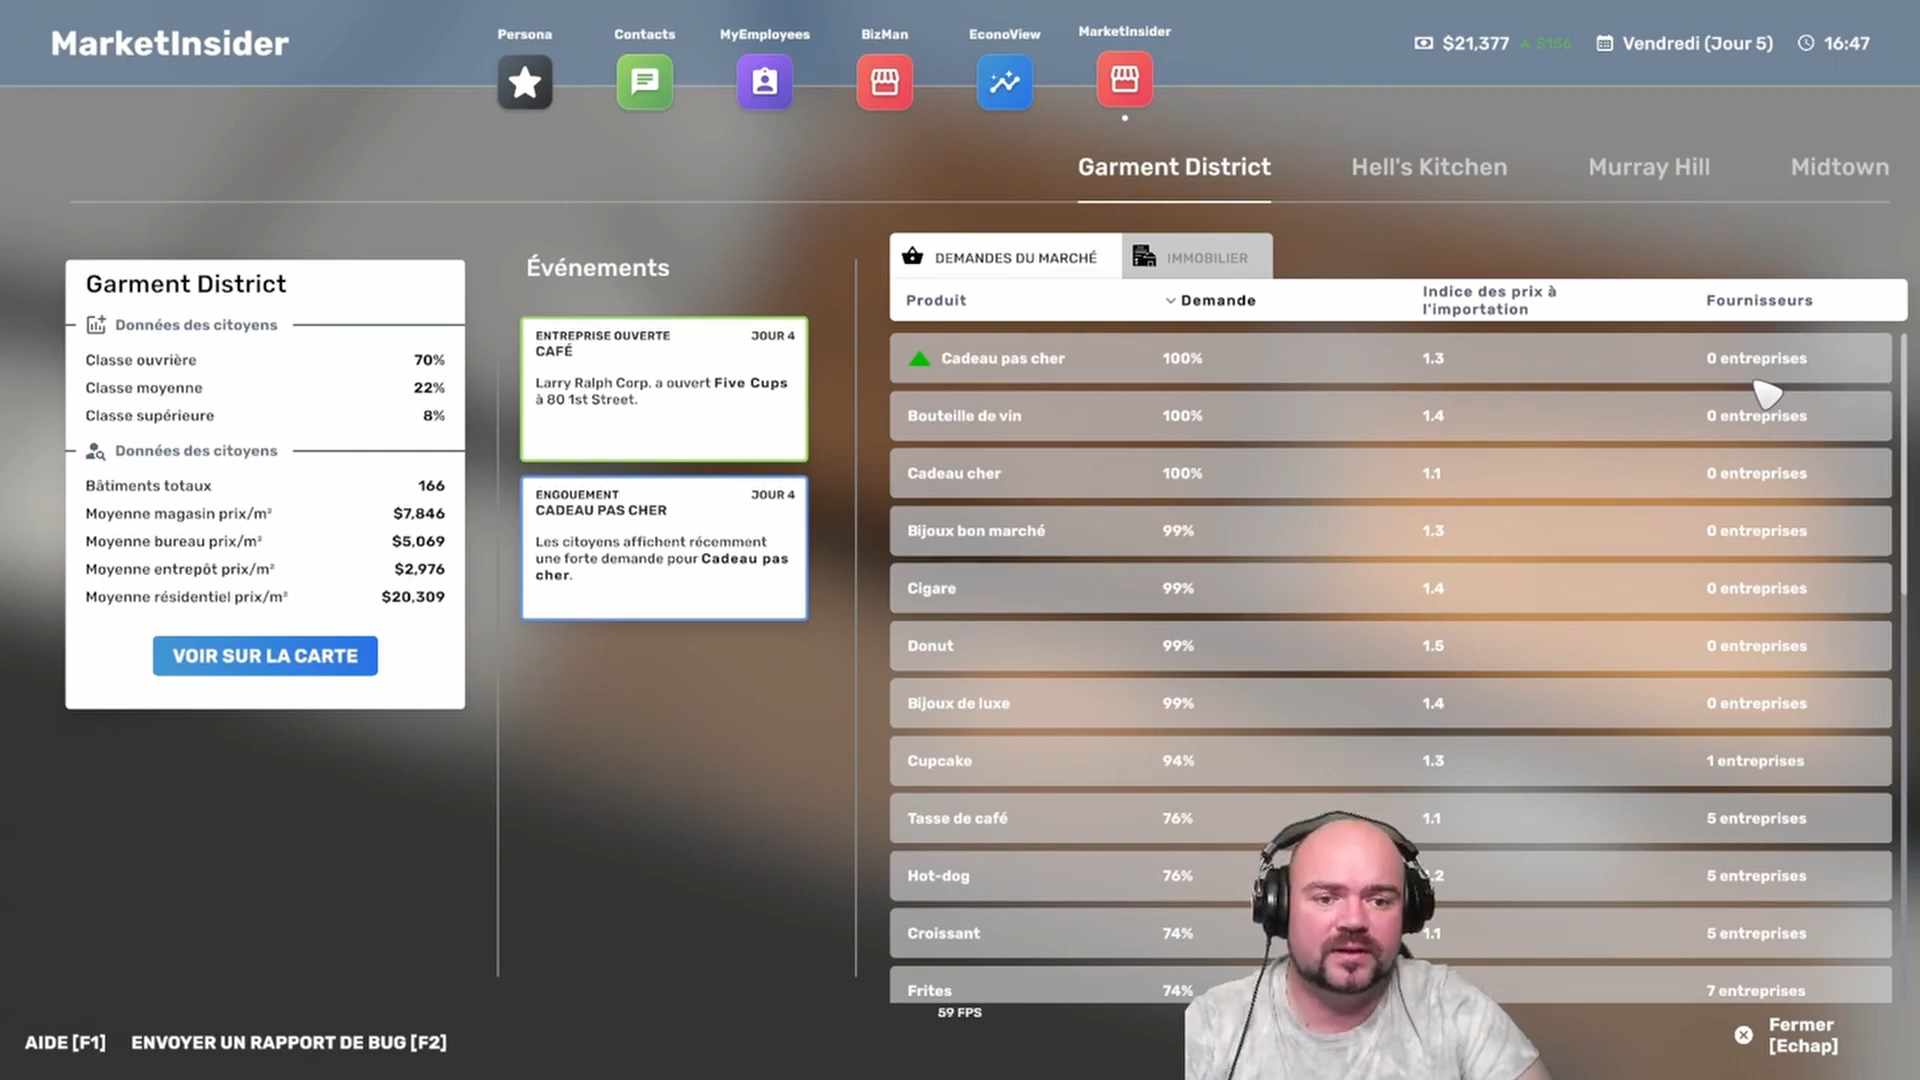 MarketInsider
Persona
Contacts
MyEmployees
BizMan
EconoView
MarketInsider
$21,377 $156
Vendredi (Jour 5)
16:47
Garment District
Hell's Kitchen
Murray Hill
Midtown
Garment District
Données des citoyens
Classe ouvrière 70%
Classe moyenne 22%
Classe supérieure 8%
Données des citoyens
Bâtiments totaux 166
Moyenne magasin prix/m² $7,846
Moyenne bureau prix/m² $5,069
Moyenne entrepôt prix/m² $2,976
Moyenne résidentiel prix/m² $20,309
VOIR SUR LA CARTE
Événements
ENTREPRISE OUVERTE JOUR 4
CAFÉ
Larry Ralph Corp. a ouvert Five Cups
à 80 1st Street.
ENGOUEMENT JOUR 4
CADEAU PAS CHER
Les citoyens affichent récemment
une forte demande pour Cadeau pas
cher.
DEMANDES DU MARCHÉ
IMMOBILIER
Produit Demande Indice des prix à
l'importation Fournisseurs
Cadeau pas cher 100% 1.3 0 entreprises
Bouteille de vin 100% 1.4 0 entreprises
Cadeau cher 100% 1.1 0 entreprises
Bijoux bon marché 99% 1.3 0 entreprises
Cigare 99% 1.4 0 entreprises
Donut 99% 1.5 0 entreprises
Bijoux de luxe 99% 1.4 0 entreprises
Cupcake 94% 1.3 1 entreprises
Tasse de café 76% 1.1 5 entreprises
Hot-dog 76% .2 5 entreprises
Croissant 74% 1.1 5 entreprises
Frites 74% 7 entreprises
59 FPS
AIDE [F1]
ENVOYER UN RAPPORT DE BUG [F2]
Fermer
[Echap]